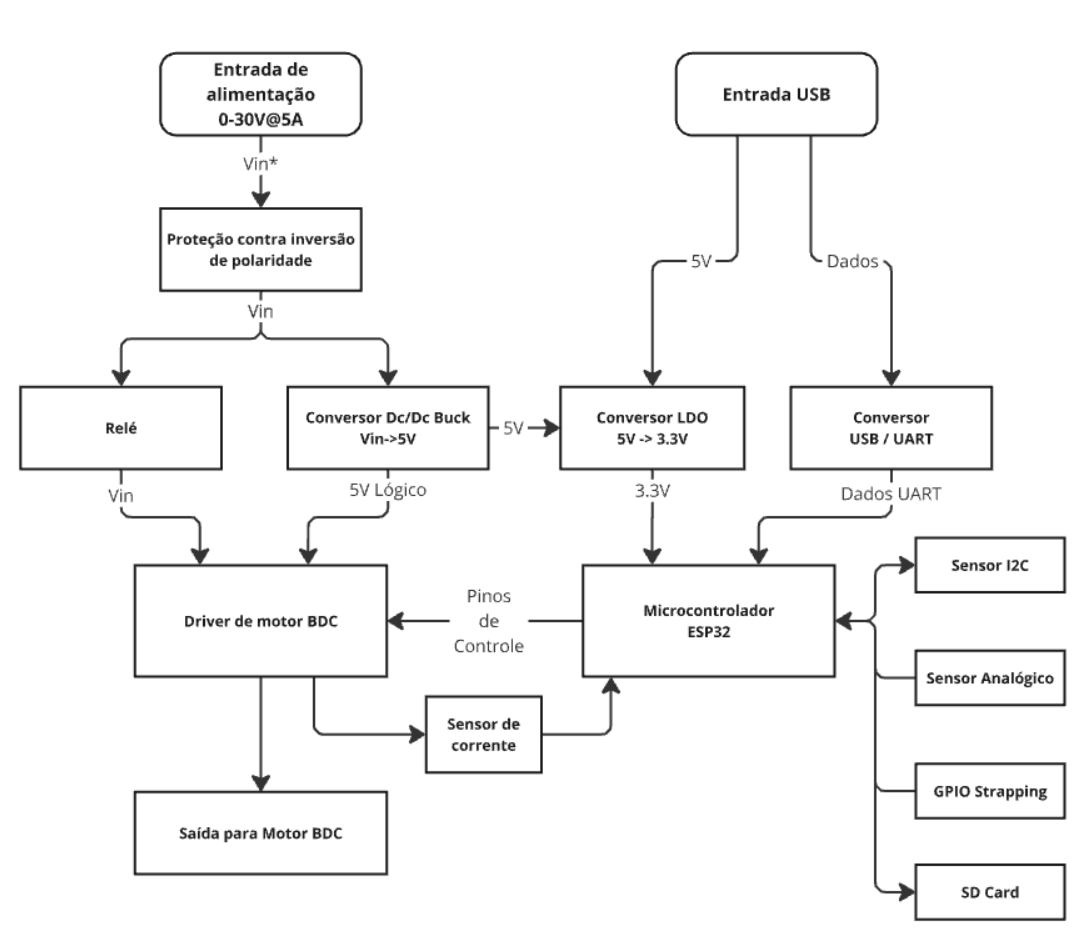 Entrada de
alimentação
0-30V@5A
Entrada USB
Vin*
Proteção contra inversão
de polaridade
5V
Dados
Vin
Relé
Conversor Dc/Dc Buck
Vin->5V
5V
Conversor LDO
5V -> 3.3V
Conversor
USB / UART
Vin
5V Lógico
3.3V
Dados UART
Driver de motor BDC
Pinos
de
Controle
Microcontrolador
ESP32
Sensor I2C
Sensor Analógico
Sensor de
corrente
GPIO Strapping
Saída para Motor BDC
SD Card